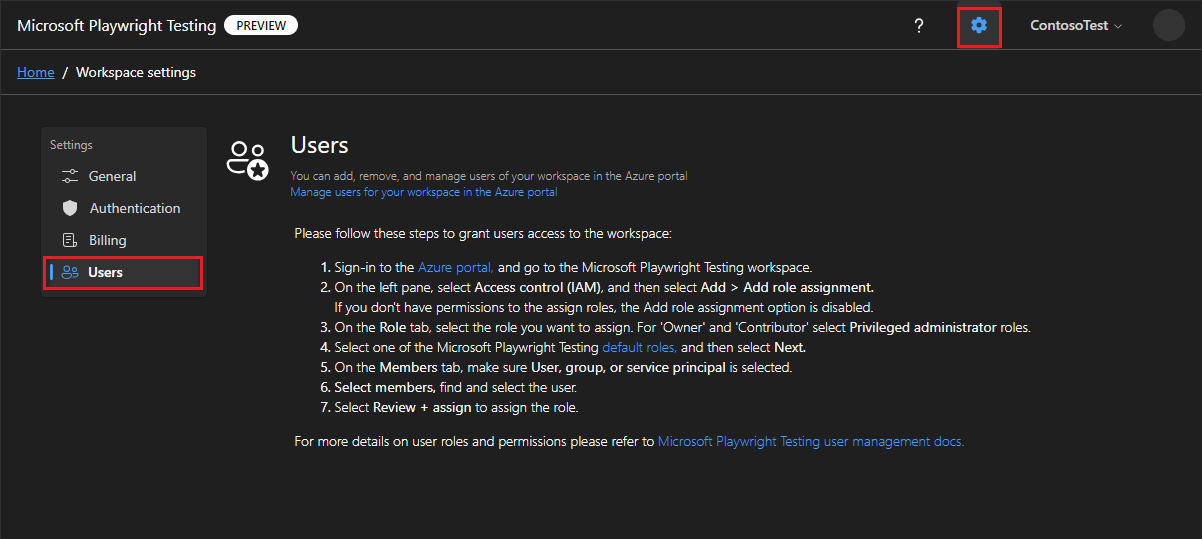 Microsoft Playwright Testing PREVIEW ? ContosoTest
Home / Workspace settings
Settings
General
Authentication
Billing
Users
Users
You can add, remove, and manage users of your workspace in the Azure portal
Manage users for your workspace in the Azure portal
Please follow these steps to grant users access to the workspace:
1. Sign-in to the Azure portal, and go to the Microsoft Playwright Testing workspace.
2. On the left pane, select Access control (IAM), and then select Add > Add role assignment.
If you don't have permissions to the assign roles, the Add role assignment option is disabled.
3. On the Role tab, select the role you want to assign. For 'Owner' and 'Contributor' select Privileged administrator roles.
4. Select one of the Microsoft Playwright Testing default roles, and then select Next.
5. On the Members tab, make sure User, group, or service principal is selected.
6. Select members, find and select the user.
7. Select Review + assign to assign the role.
For more details on user roles and permissions please refer to Microsoft Playwright Testing user management docs.